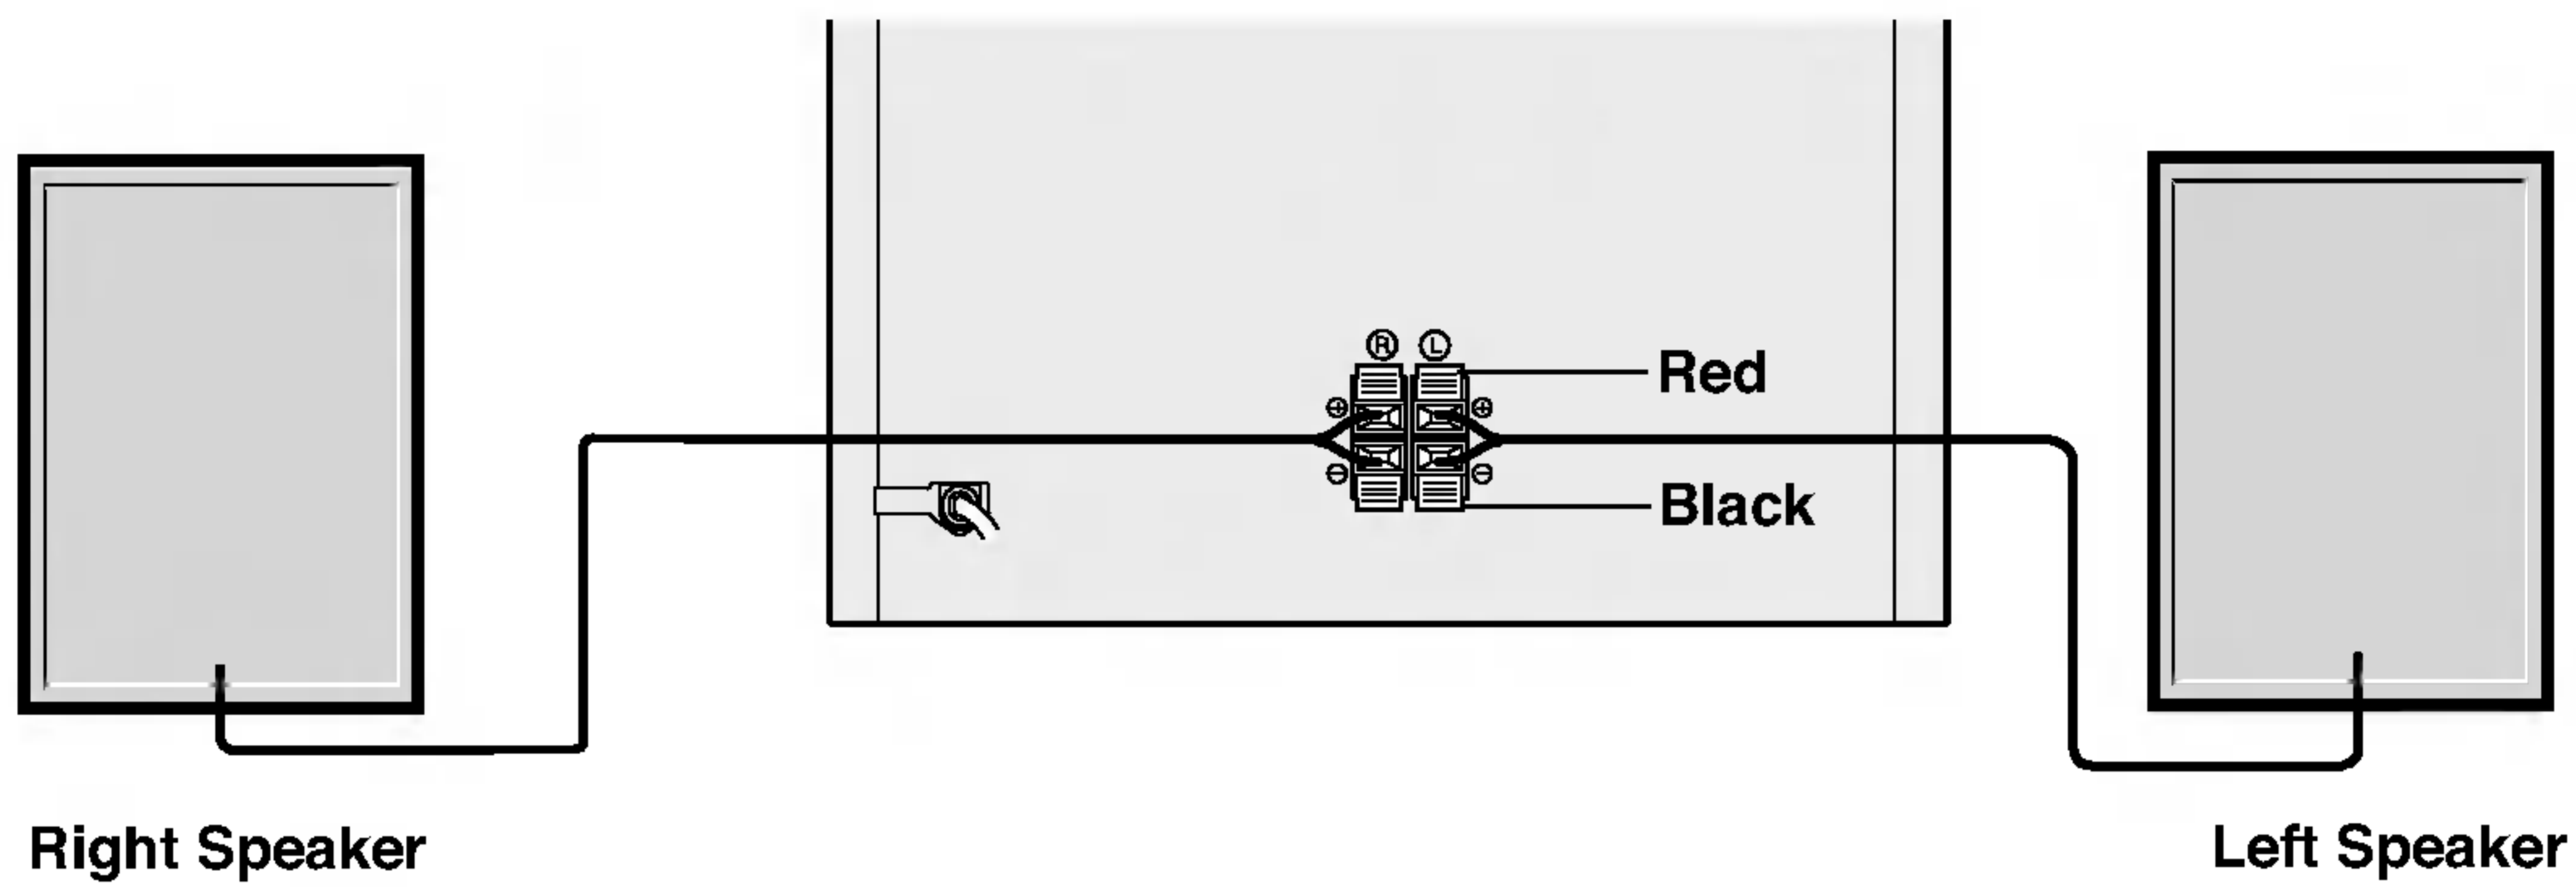 R L
Red
+ +
- -
Black
Right Speaker
Left Speaker